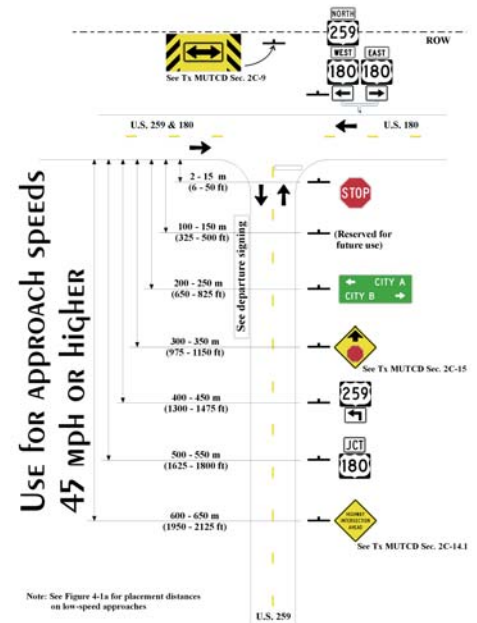 NORTH
259
ROW
WEST EAST
180 180
See Tx MUTCD Sec. 2C-9
U.S. 259 & 180
U.S. 180
Use for approach speeds
45 mph or higher
2 - 15 m
(6 - 50 ft)
STOP
See departure signing
100 - 150 m
(325 - 500 ft)
(Reserved for
future use)
200 - 250 m
(650 - 825 ft)
CITY A
CITY B
300 - 350 m
(975 - 1150 ft)
See Tx MUTCD Sec. 2C-15
400 - 450 m
(1300 - 1475 ft)
259
500 - 550 m
(1625 - 1800 ft)
JCT
180
600 - 650 m
(1950 - 2125 ft)
HIGHWAY
INTERSECTION
AHEAD
See Tx MUTCD Sec. 2C-14.1
Note: See Figure 4-1a for placement distances
on low-speed approaches
U.S. 259